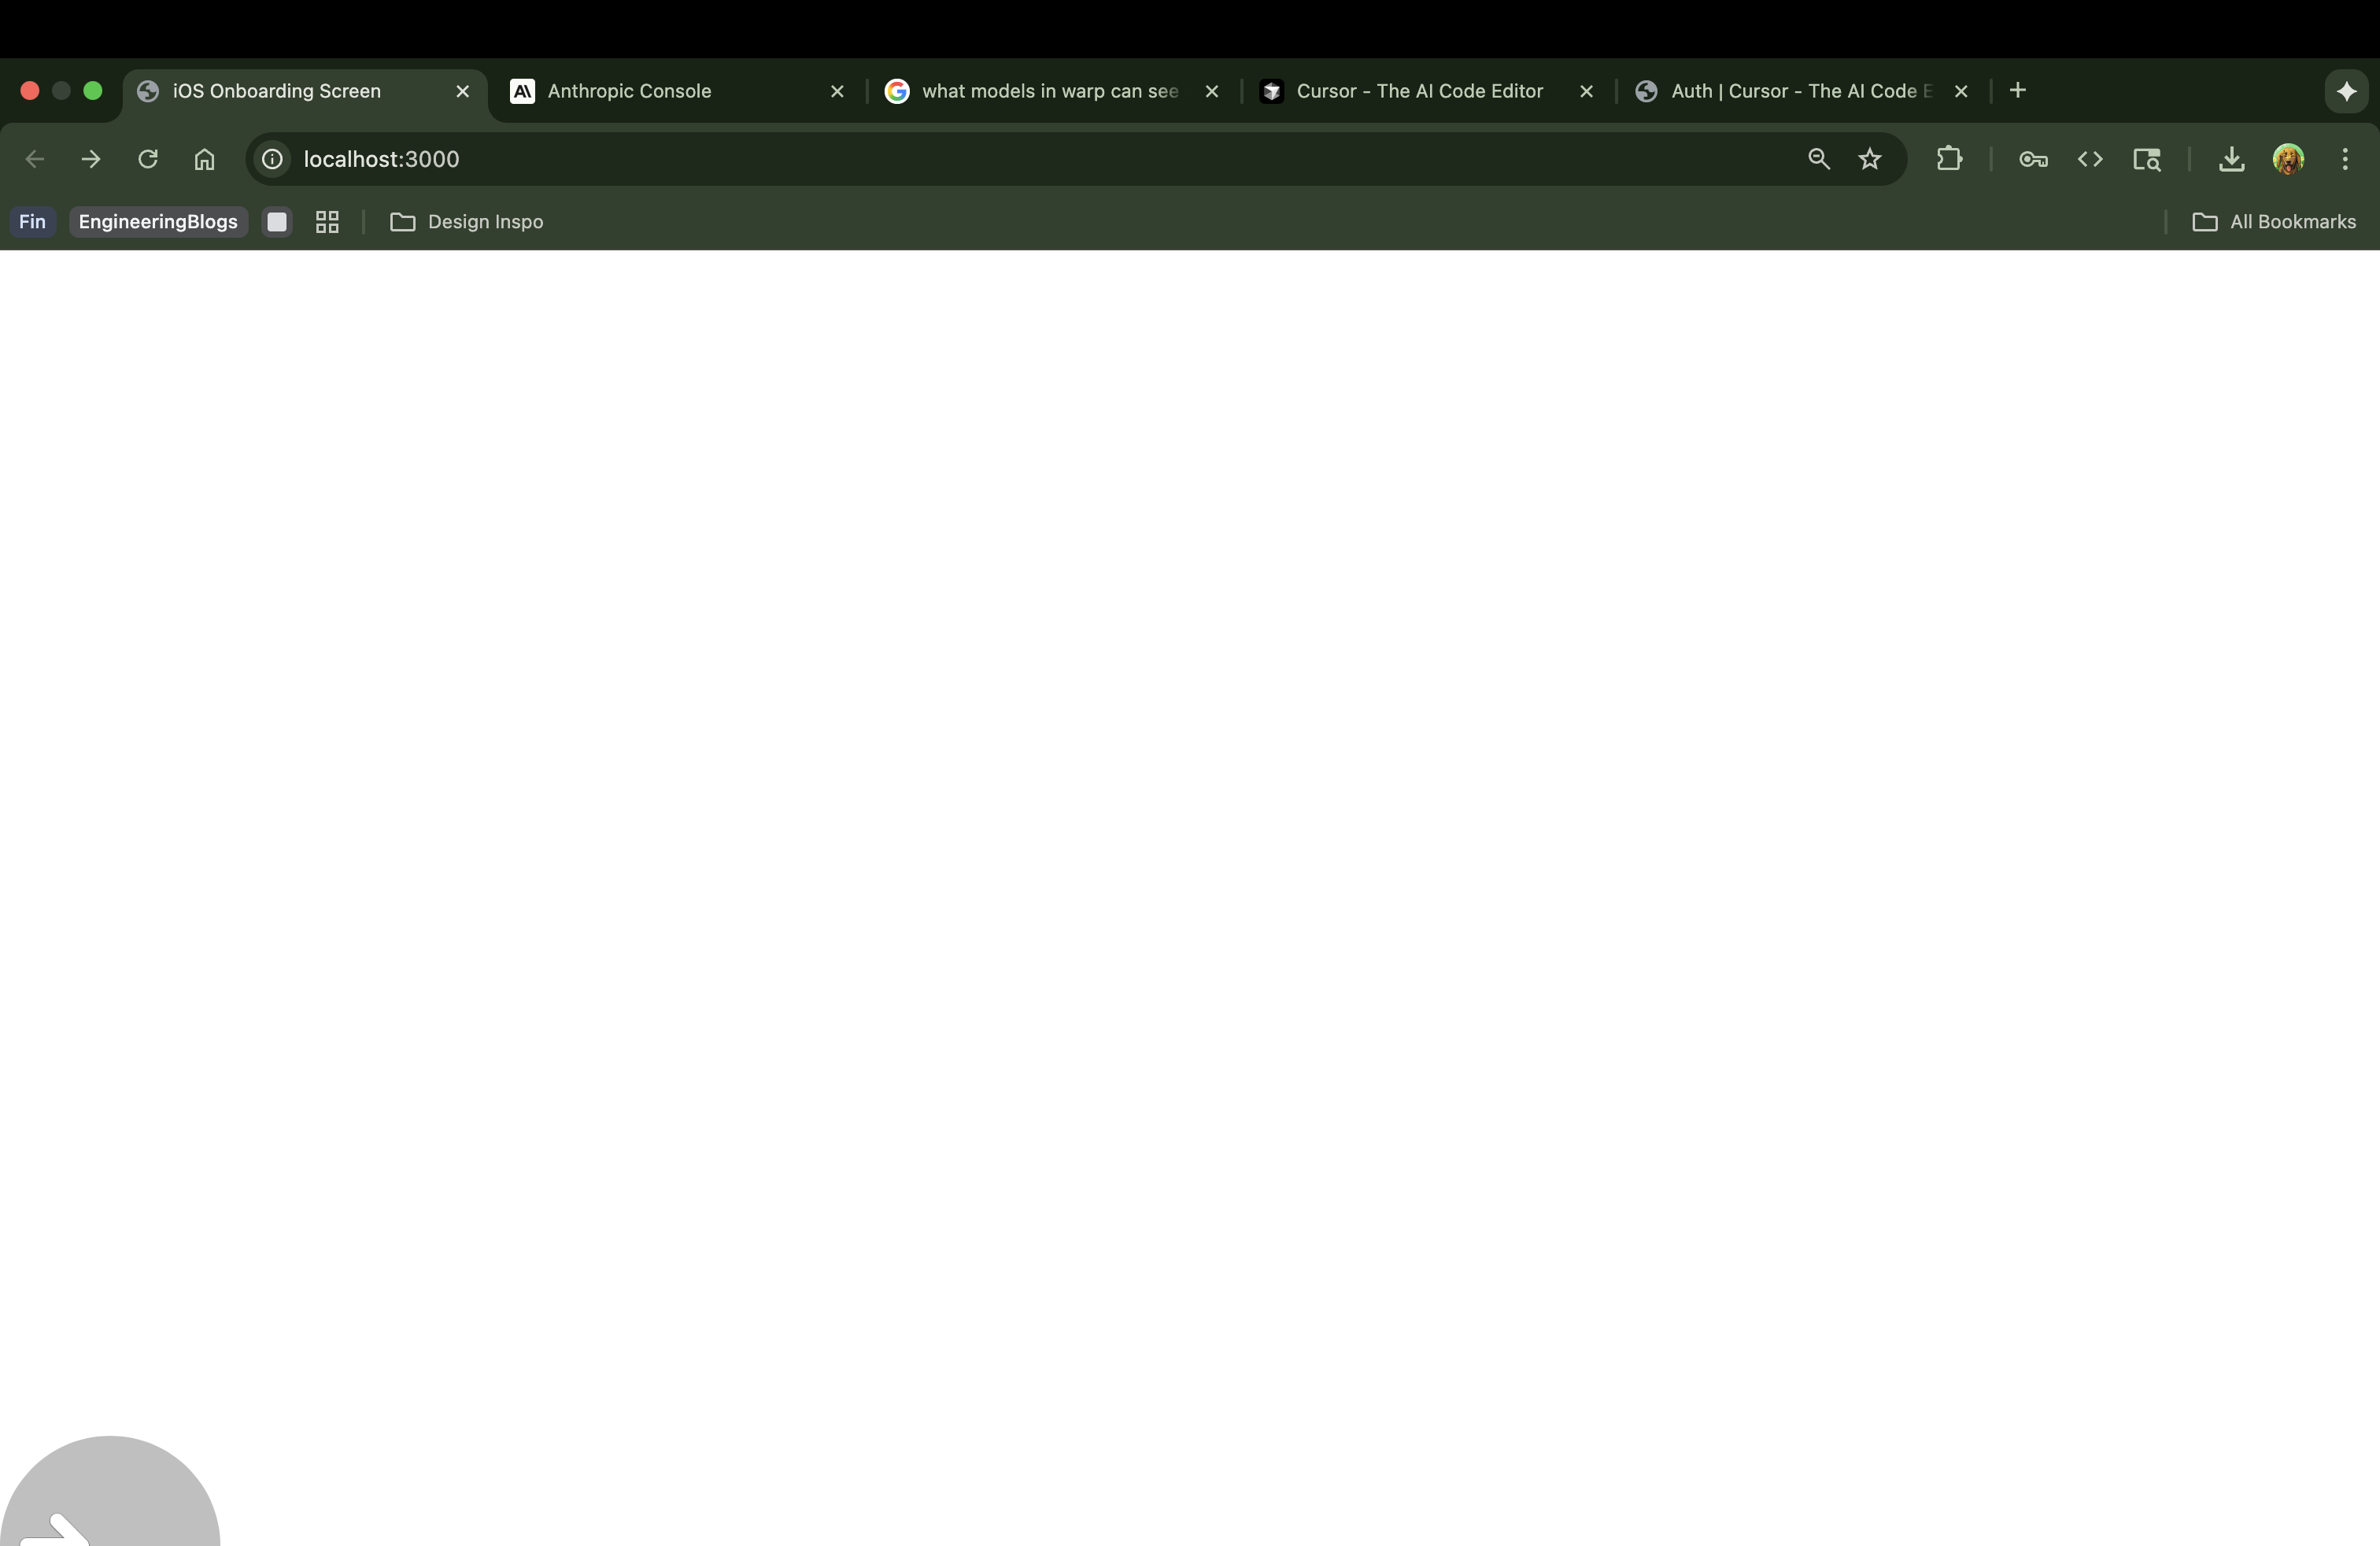 iOS Onboarding Screen
Anthropic Console
what models in warp can see
Cursor - The AI Code Editor
Auth | Cursor - The AI Code E
localhost:3000
Fin
EngineeringBlogs
Design Inspo
All Bookmarks